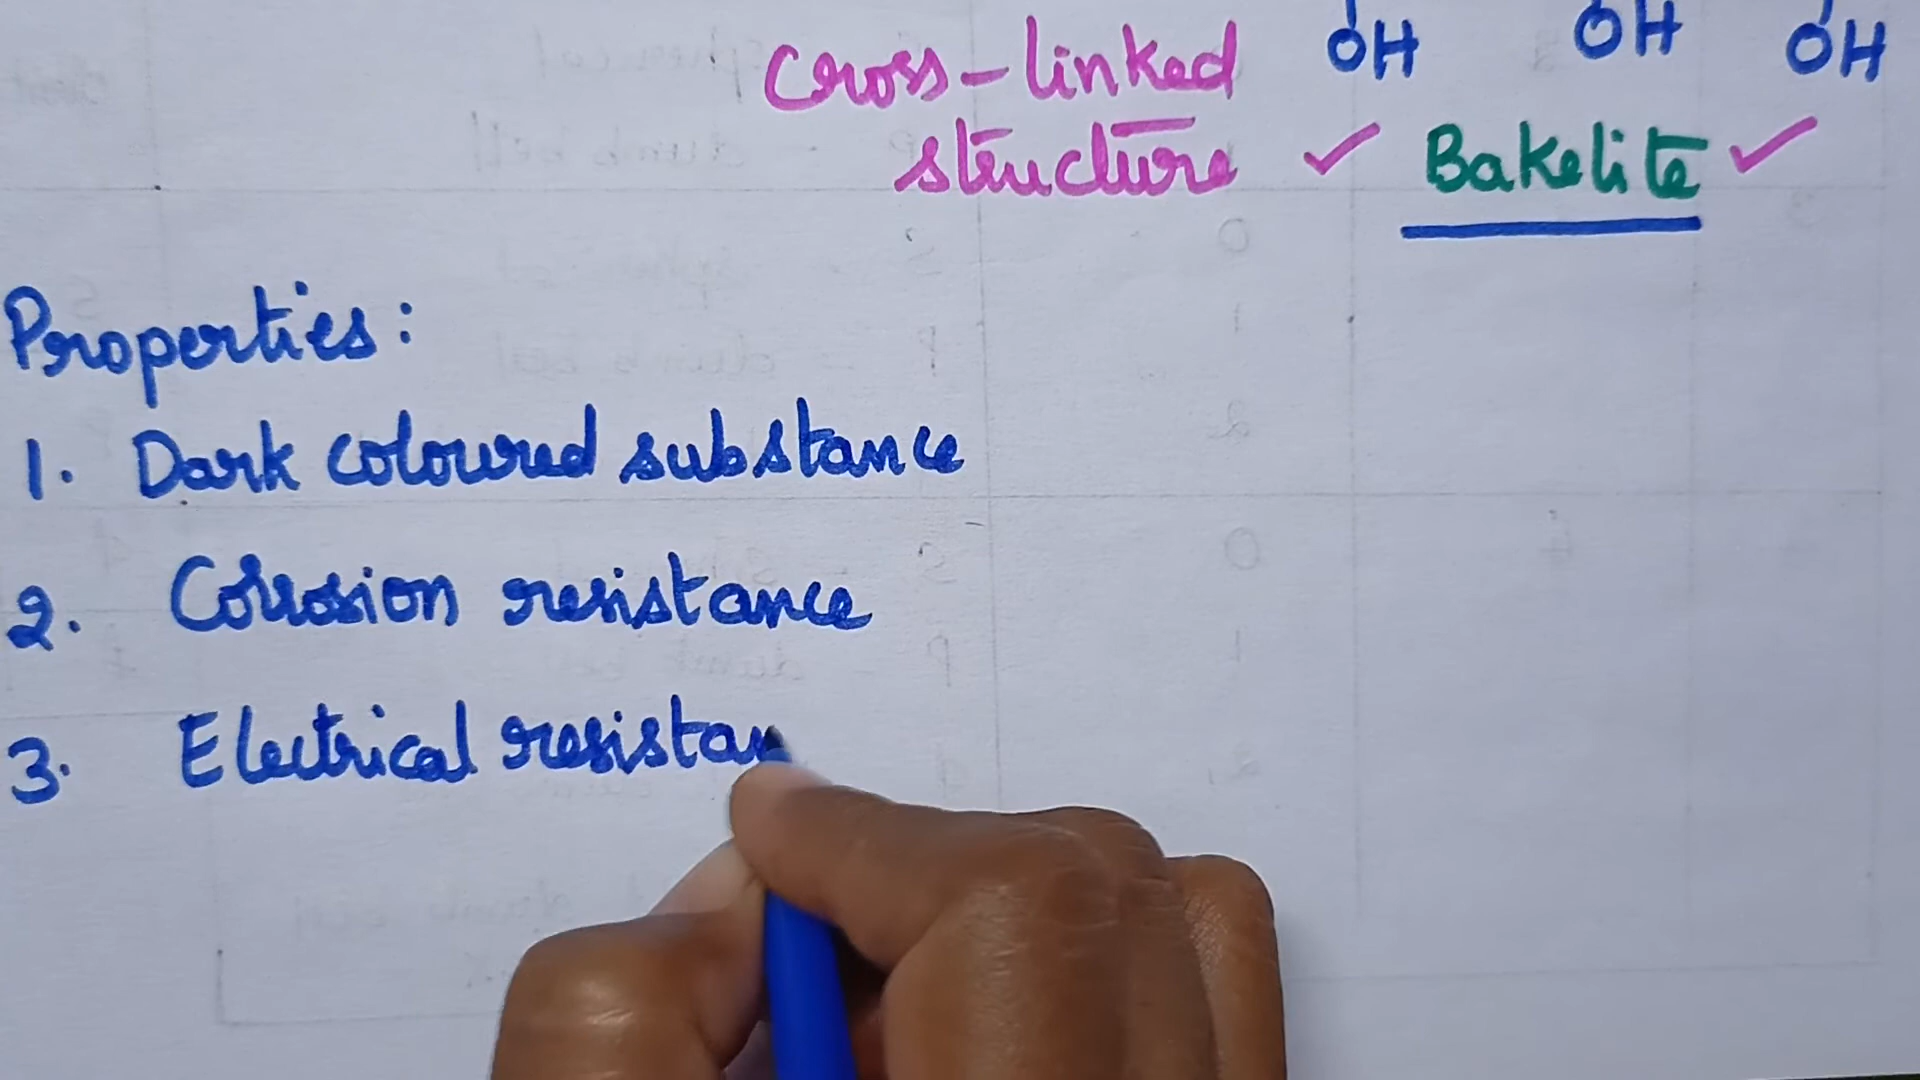 OH OH OH
Cross-linked
structure ✓ Bakelite ✓
Properties:
1. Dark coloured substance
2. Corrosion resistance
3. Electrical resistan